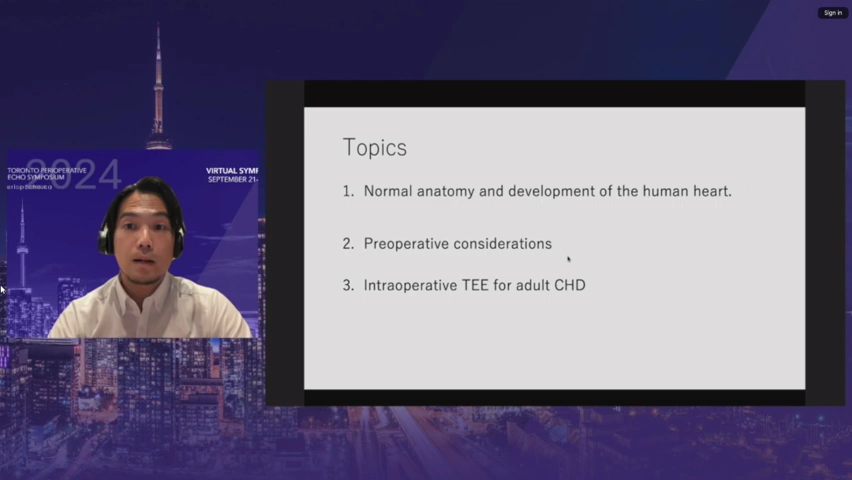 Sign in
2024
TORONTO PERIOPERATIVE
ECHO SYMPOSIUM
VIRTUAL SYMP
SEPTEMBER 21-
Topics
1. Normal anatomy and development of the human heart.
2. Preoperative considerations
3. Intraoperative TEE for adult CHD